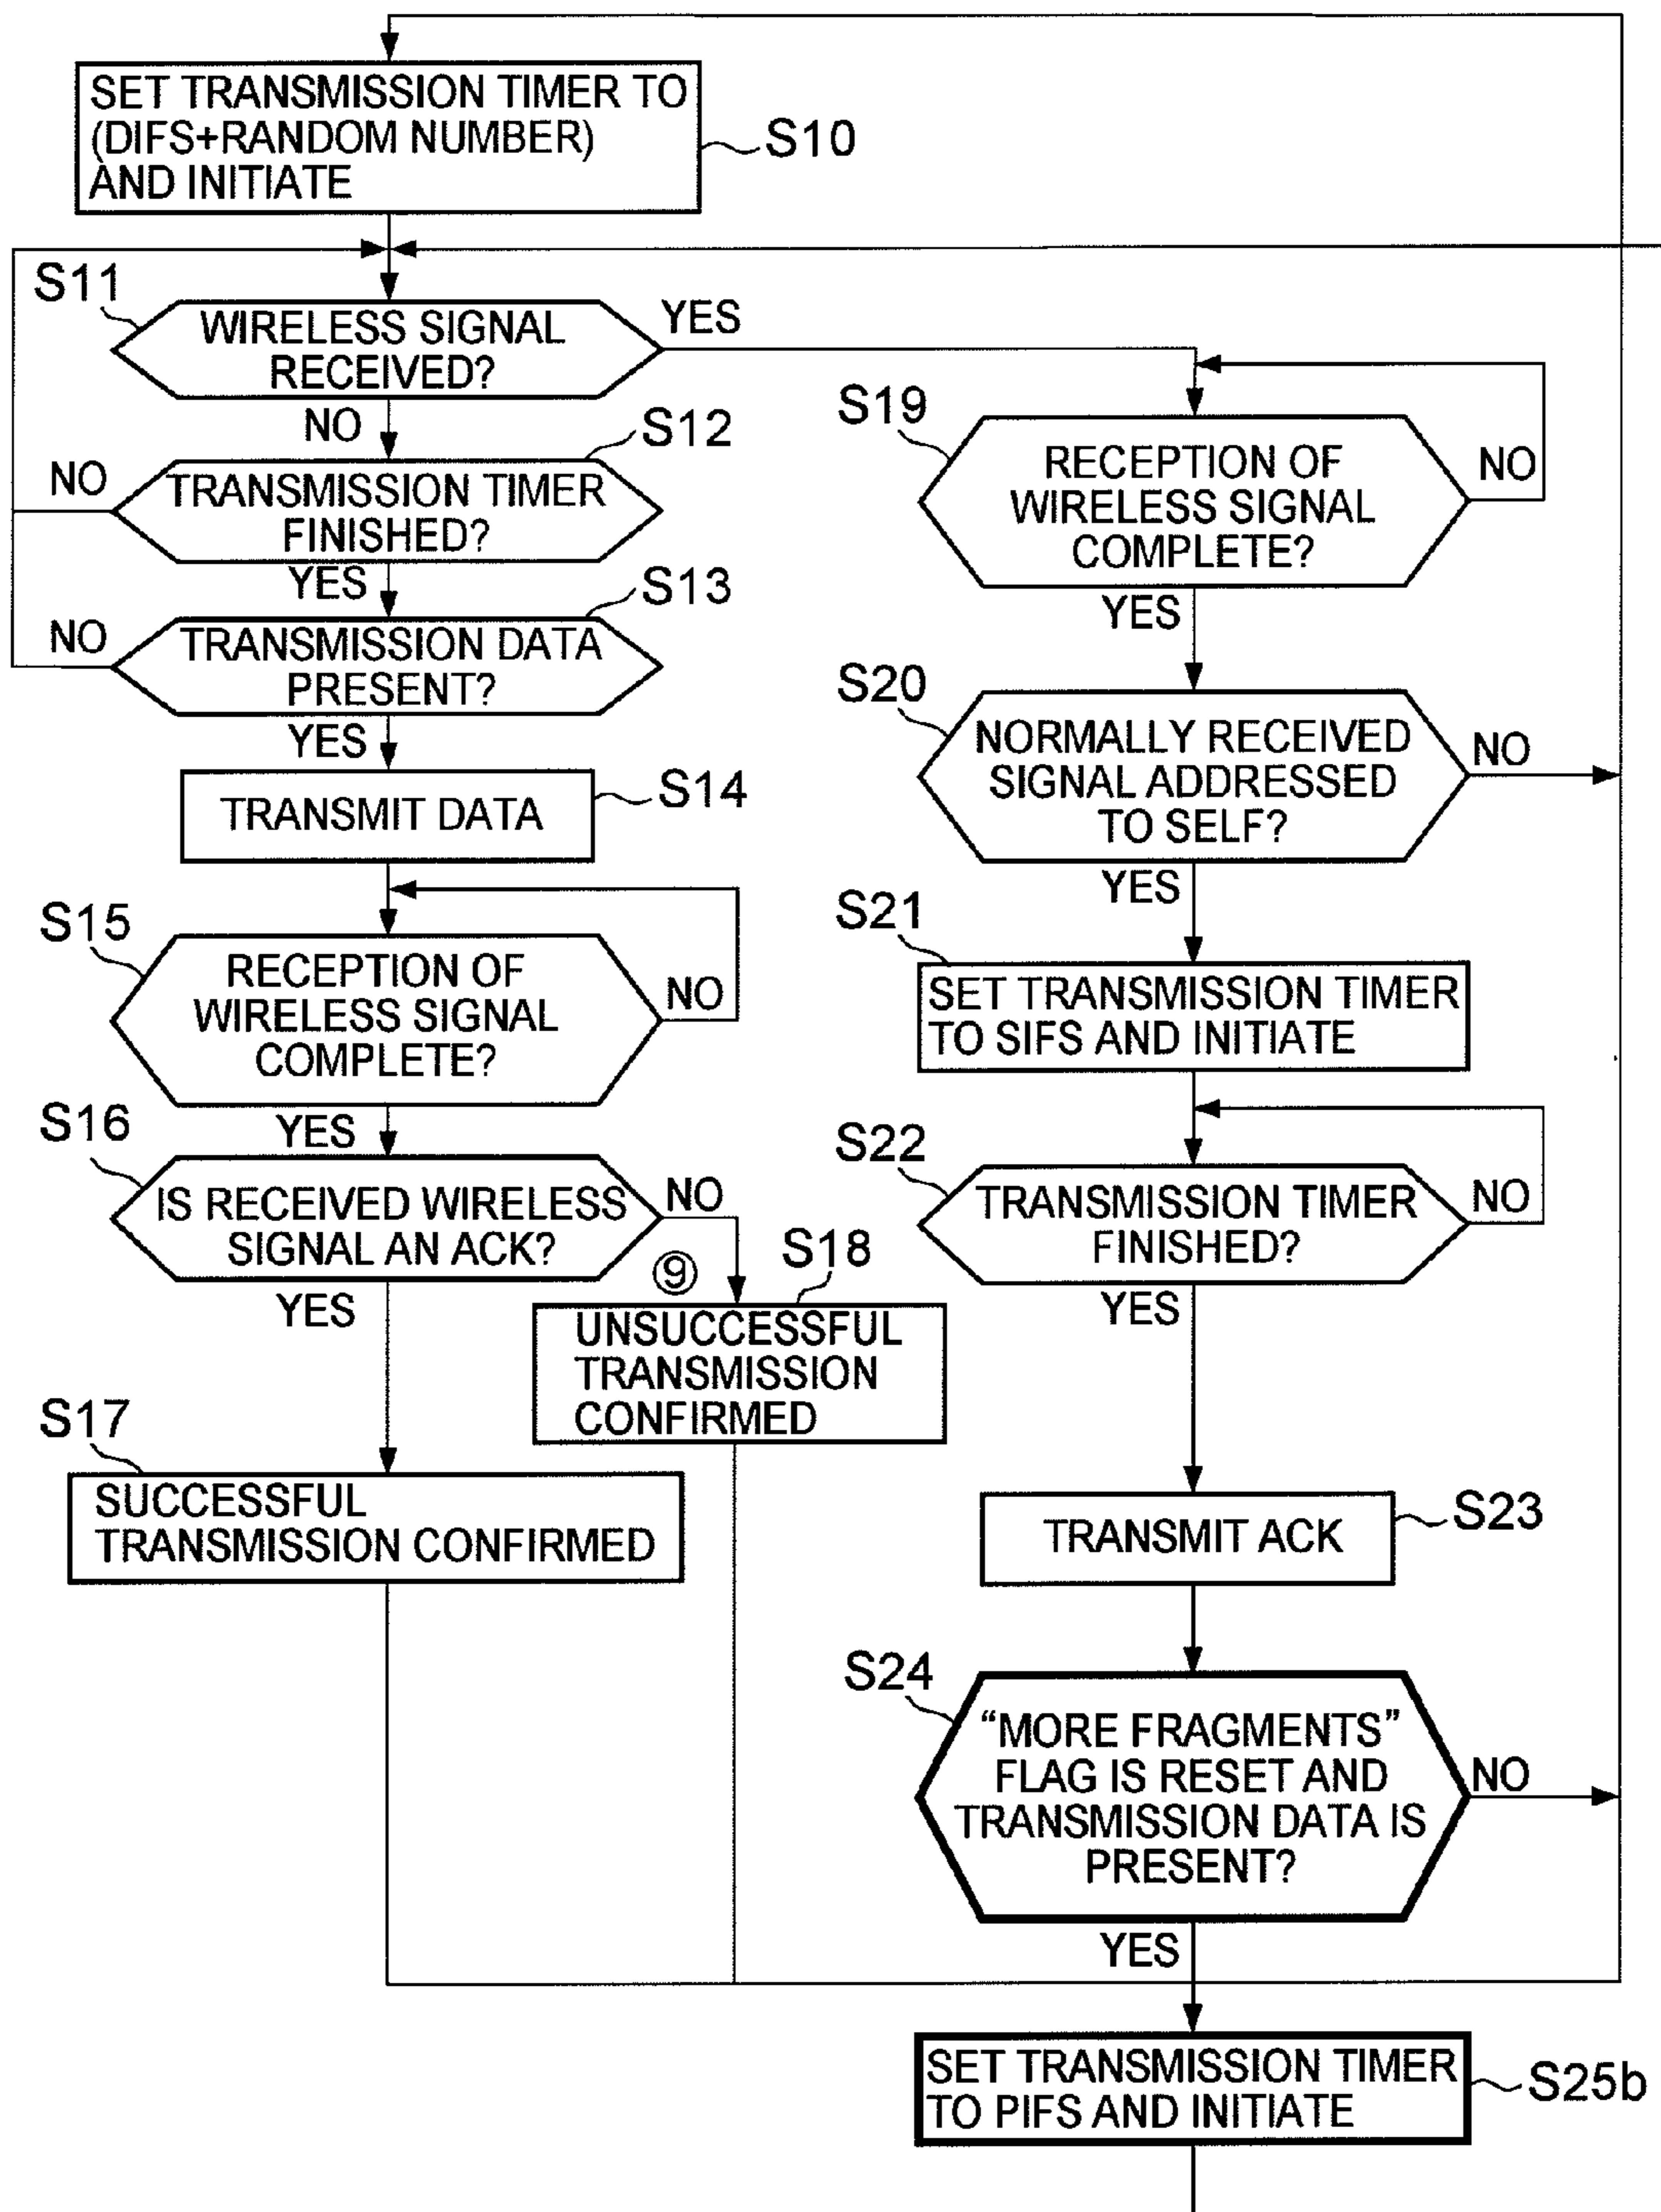 SET TRANSMISSION TIMER TO
(DIFS+RANDOM NUMBER)
AND INITIATE
S10
S11
WIRELESS SIGNAL
RECEIVED?
YES
NO
S12
TRANSMISSION TIMER
FINISHED?
NO
YES
S13
TRANSMISSION DATA
PRESENT?
NO
YES
TRANSMIT DATA
S14
S15
RECEPTION OF
WIRELESS SIGNAL
COMPLETE?
NO
YES
S16
IS RECEIVED WIRELESS
SIGNAL AN ACK?
NO
YES
⑨
S18
UNSUCCESSFUL
TRANSMISSION
CONFIRMED
S17
SUCCESSFUL
TRANSMISSION CONFIRMED
S19
RECEPTION OF
WIRELESS SIGNAL
COMPLETE?
NO
YES
S20
NORMALLY RECEIVED
SIGNAL ADDRESSED
TO SELF?
NO
YES
S21
SET TRANSMISSION TIMER
TO SIFS AND INITIATE
S22
TRANSMISSION TIMER
FINISHED?
NO
YES
TRANSMIT ACK
S23
S24
“MORE FRAGMENTS”
FLAG IS RESET AND
TRANSMISSION DATA IS
PRESENT?
NO
YES
SET TRANSMISSION TIMER
TO PIFS AND INITIATE
S25b